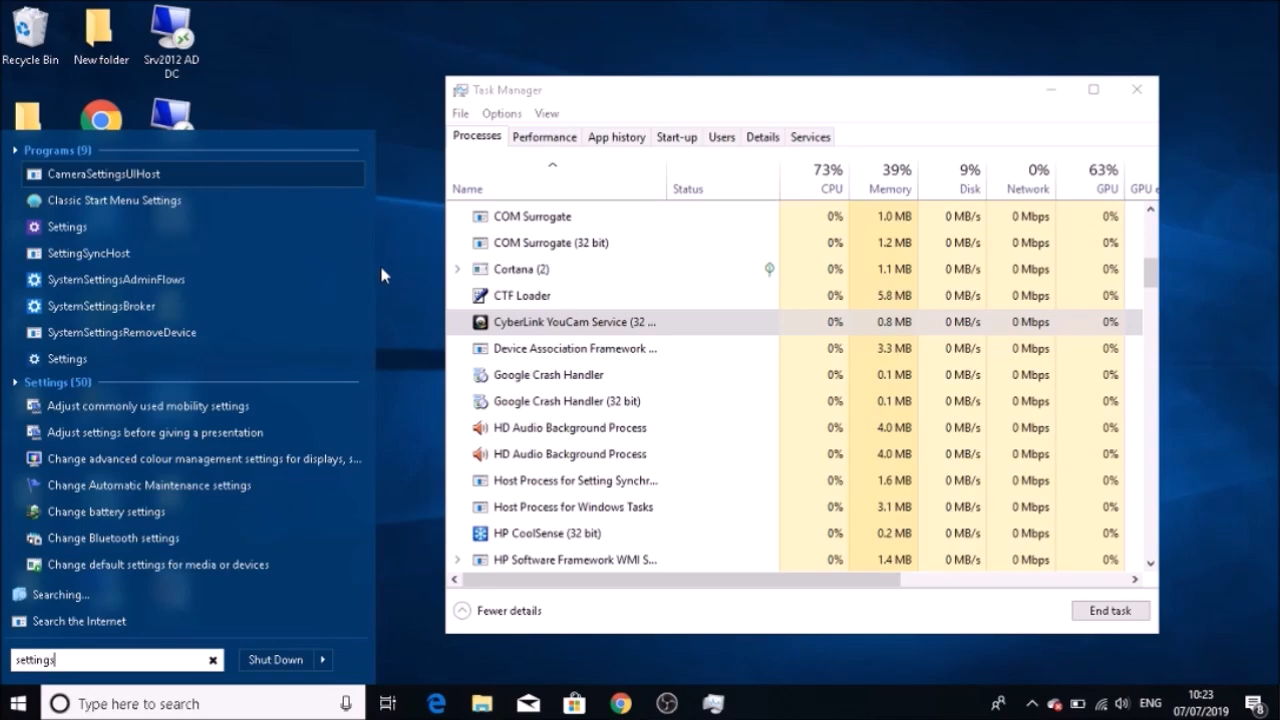 Recycle Bin
New folder
Srv2012 AD
DC
Programs (9)
CameraSettingsUIHost
Classic Start Menu Settings
Settings
SettingSyncHost
SystemSettingsAdminFlows
SystemSettingsBroker
SystemSettingsRemoveDevice
Settings
Settings (50)
Adjust commonly used mobility settings
Adjust settings before giving a presentation
Change advanced colour management settings for displays, s...
Change Automatic Maintenance settings
Change battery settings
Change Bluetooth settings
Change default settings for media or devices
Searching...
Search the Internet
settings
Shut Down
Task Manager
File Options View
Processes Performance App history Start-up Users Details Services
73% 39% 9% 0% 63%
Name Status CPU Memory Disk Network GPU GPU e
COM Surrogate 0% 1.0 MB 0 MB/s 0 Mbps 0%
COM Surrogate (32 bit) 0% 1.2 MB 0 MB/s 0 Mbps 0%
Cortana (2) 0% 1.1 MB 0 MB/s 0 Mbps 0%
CTF Loader 0% 5.8 MB 0 MB/s 0 Mbps 0%
CyberLink YouCam Service (32 ... 0% 0.8 MB 0 MB/s 0 Mbps 0%
Device Association Framework ... 0% 3.3 MB 0 MB/s 0 Mbps 0%
Google Crash Handler 0% 0.1 MB 0 MB/s 0 Mbps 0%
Google Crash Handler (32 bit) 0% 0.1 MB 0 MB/s 0 Mbps 0%
HD Audio Background Process 0% 4.0 MB 0 MB/s 0 Mbps 0%
HD Audio Background Process 0% 4.0 MB 0 MB/s 0 Mbps 0%
Host Process for Setting Synchr... 0% 1.6 MB 0 MB/s 0 Mbps 0%
Host Process for Windows Tasks 0% 3.1 MB 0 MB/s 0 Mbps 0%
HP CoolSense (32 bit) 0% 0.2 MB 0 MB/s 0 Mbps 0%
HP Software Framework WMI S... 0% 1.4 MB 0 MB/s 0 Mbps 0%
Fewer details
End task
Type here to search
ENG
10:23
07/07/2019
8